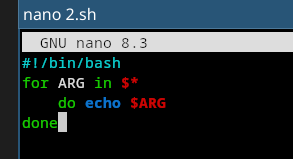 nano 2.sh
GNU nano 8.3
#!/bin/bash
for ARG in $*
do echo $ARG
done